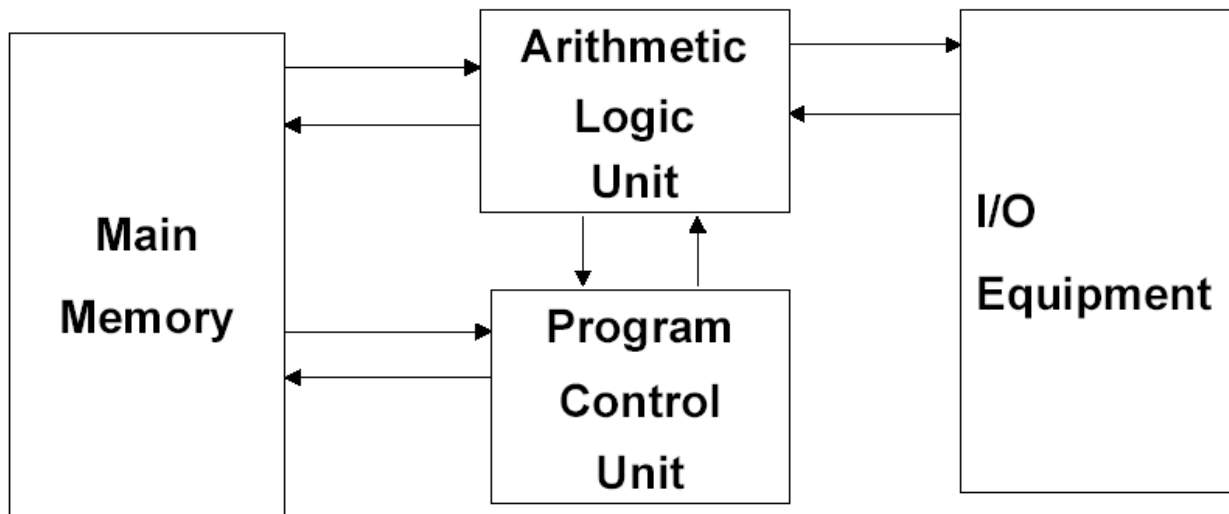 Main
Memory
Arithmetic
Logic
Unit
Program
Control
Unit
I/O
Equipment